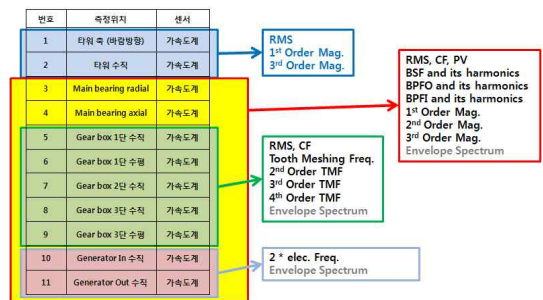 번호 측정위치 센서
1 타워 축 (바람방향) 가속도계
2 타워 수직 가속도계
3 Main bearing radial 가속도계
4 Main bearing axial 가속도계
5 Gear box 1단 수직 가속도계
6 Gear box 1단 수평 가속도계
7 Gear box 2단 수직 가속도계
8 Gear box 3단 수직 가속도계
9 Gear box 3단 수평 가속도계
10 Generator In 수직 가속도계
11 Generator Out 수직 가속도계
RMS
1st Order Mag.
3rd Order Mag.
RMS, CF, PV
BSF and its harmonics
BPFO and its harmonics
BPFI and its harmonics
1st Order Mag.
2nd Order Mag.
3rd Order Mag.
Envelope Spectrum
RMS, CF
Tooth Meshing Freq.
2nd Order TMF
3rd Order TMF
4th Order TMF
Envelope Spectrum
2 * elec. Freq.
Envelope Spectrum